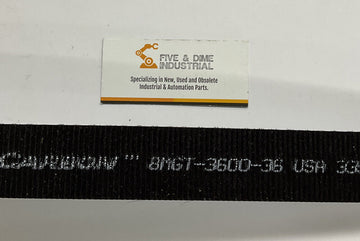 FIVE & DIME
INDUSTRIAL
Specializing in New, Used and Obsolete
Industrial & Automation Parts.
8MGT-3600-36 USA